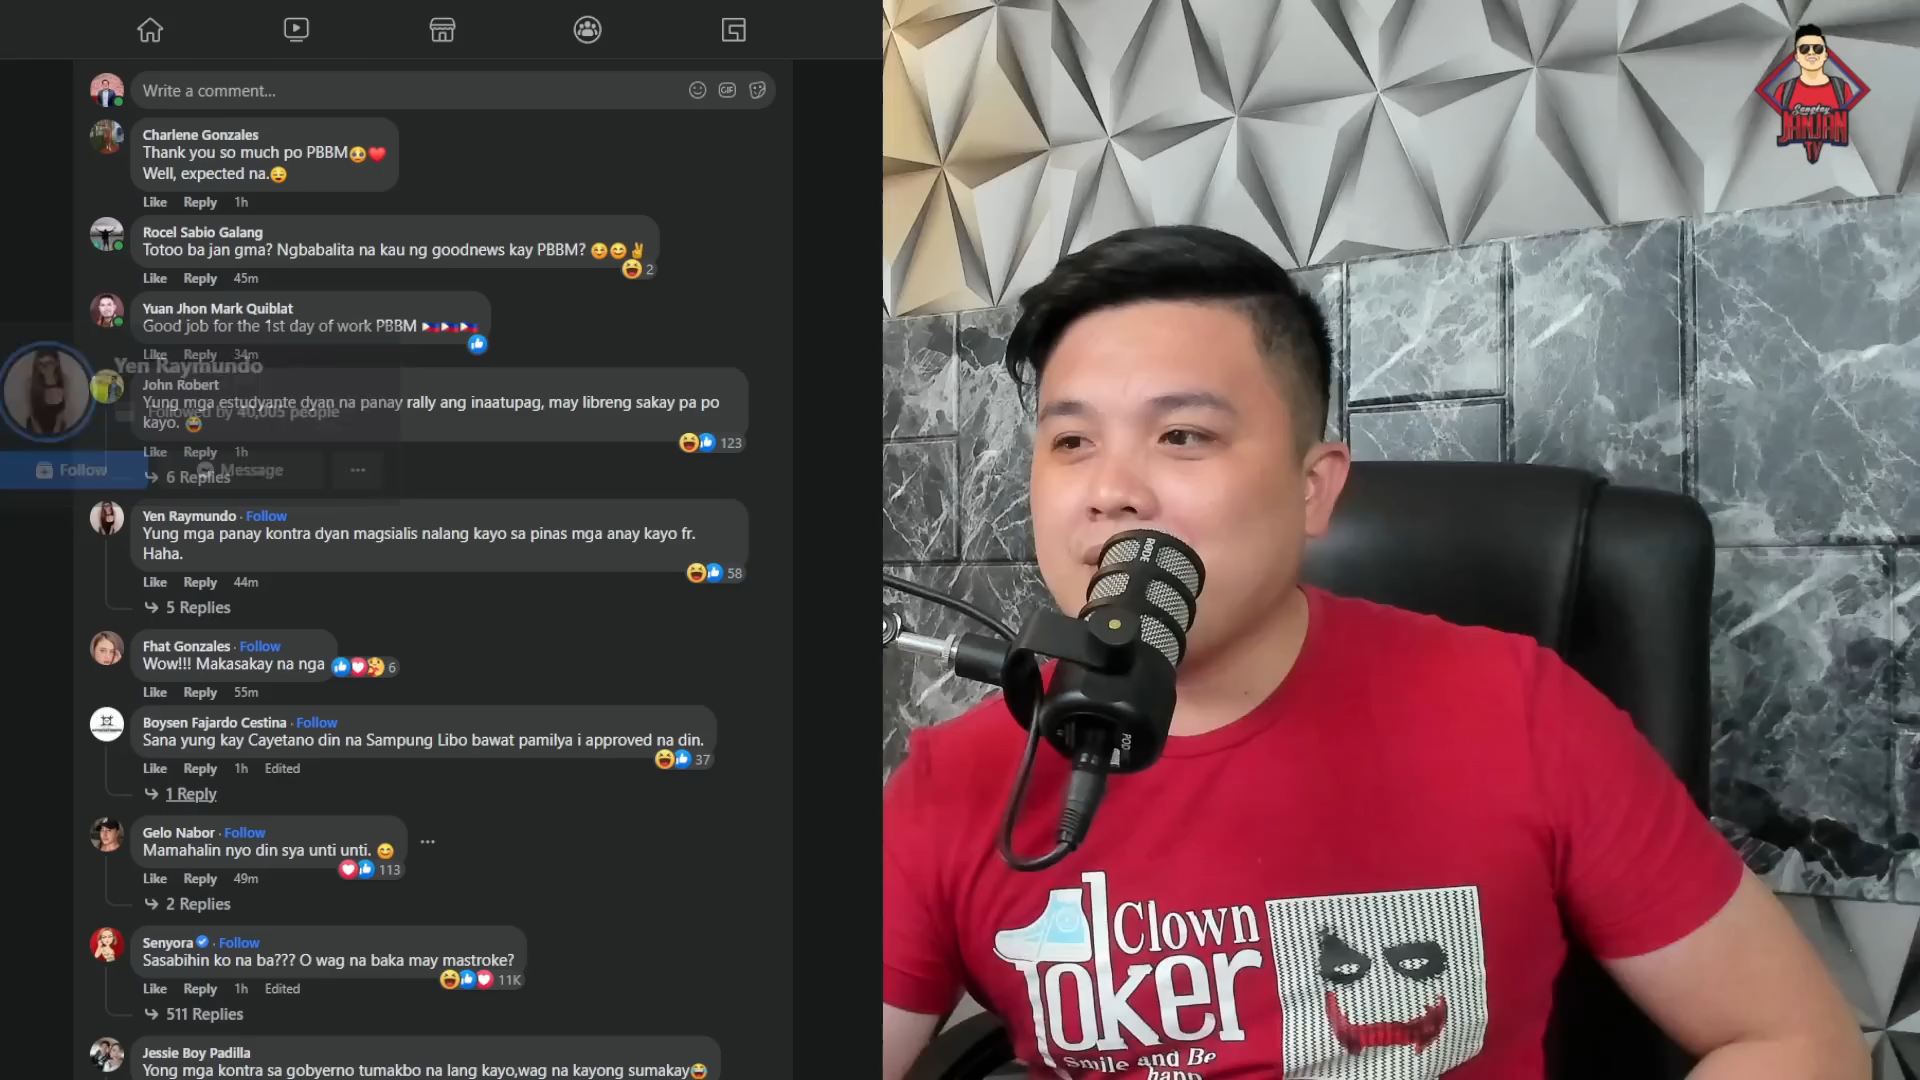 Write a comment...
GIF
Charlene Gonzales
Thank you so much po PBBM🥹❤️
Well, expected na.😌
Like Reply 1h
Rocel Sabio Galang
Totoo ba jan gma? Ngbabalita na kau ng goodnews kay PBBM? ☺️😊✌️
2
Like Reply 45m
Yuan Jhon Mark Quiblat
Good job for the 1st day of work PBBM 🇵🇭🇵🇭🇵🇭
Like Reply 34m
Yen Raymundo
John Robert
Yung mga estudyante dyan na panay rally ang inaatupag, may libreng sakay pa po
Followed by 40,005 people
kayo. 😂
123
Like Reply 1h
Follow
Message
6 Replies
Yen Raymundo · Follow
Yung mga panay kontra dyan magsialis nalang kayo sa pinas mga anay kayo fr.
Haha.
58
Like Reply 44m
5 Replies
Fhat Gonzales · Follow
Wow!!! Makasakay na nga
6
Like Reply 55m
Boysen Fajardo Cestina · Follow
Sana yung kay Cayetano din na Sampung Libo bawat pamilya i approved na din.
37
Like Reply 1h Edited
1 Reply
Gelo Nabor · Follow
Mamahalin nyo din sya unti unti. 😊
113
Like Reply 49m
2 Replies
Senyora · Follow
Sasabihin ko na ba??? O wag na baka may mastroke?
11K
Like Reply 1h Edited
511 Replies
Jessie Boy Padilla
Yong mga kontra sa gobyerno tumakbo na lang kayo,wag na kayong sumakay😂
Sangkay
JANJAN
TV
RODE
POD
Clown
Joker
Smile and Be
happ